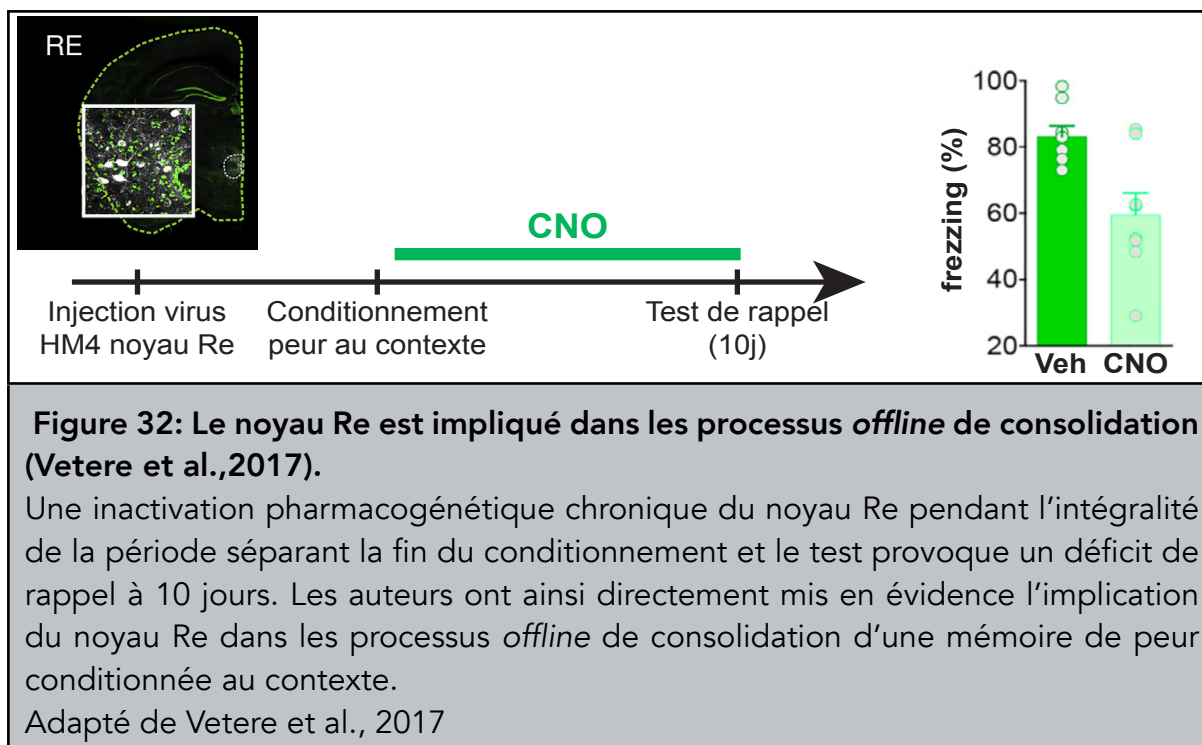 RE
CNO
Injection virus
HM4 noyau Re
Conditionnement
peur au contexte
Test de rappel
(10j)
frezzing (%)
100
80
60
40
20
Veh CNO
Figure 32: Le noyau Re est impliqué dans les processus offline de consolidation
(Vetere et al.,2017).
Une inactivation pharmacogénétique chronique du noyau Re pendant l’intégralité
de la période séparant la fin du conditionnement et le test provoque un déficit de
rappel à 10 jours. Les auteurs ont ainsi directement mis en évidence l’implication
du noyau Re dans les processus offline de consolidation d’une mémoire de peur
conditionnée au contexte.
Adapté de Vetere et al., 2017